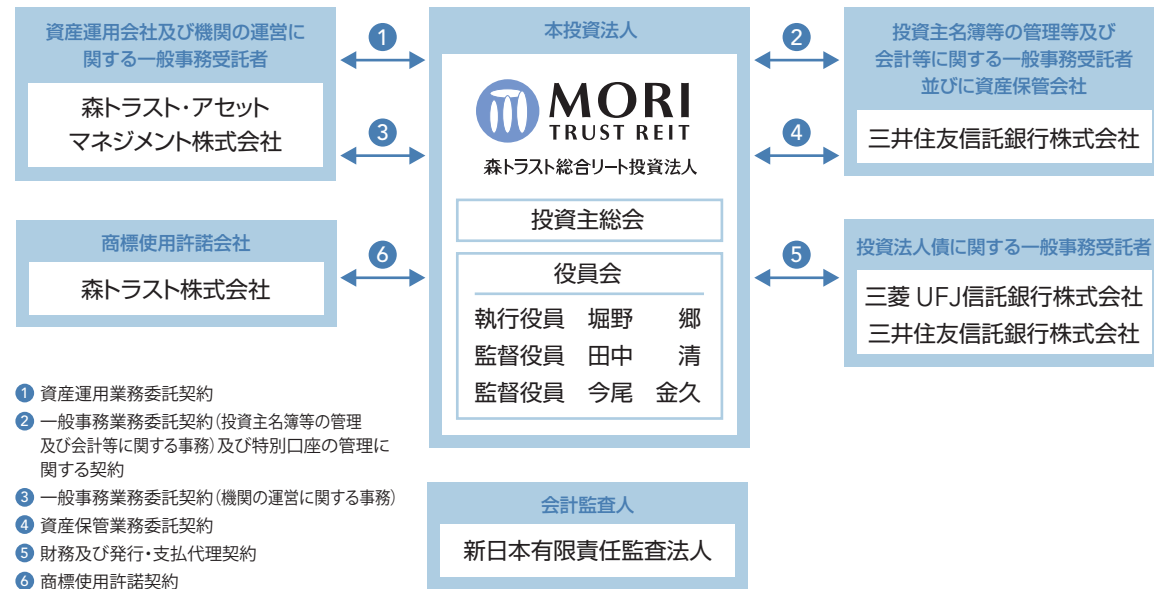 資産運用会社及び機関の運営に
関する一般事務受託者
森トラスト・アセット
マネジメント株式会社
1
3
商標使用許諾会社
森トラスト株式会社
6
本投資法人
MORI
TRUST REIT
森トラスト総合リート投資法人
投資主総会
役員会
執行役員 堀野 郷
監督役員 田中 清
監督役員 今尾 金久
2
4
投資主名簿等の管理等及び
会計等に関する一般事務受託者
並びに資産保管会社
三井住友信託銀行株式会社
5
投資法人債に関する一般事務受託者
三菱 UFJ信託銀行株式会社
三井住友信託銀行株式会社
1 資産運用業務委託契約
2 一般事務業務委託契約(投資主名簿等の管理
及び会計等に関する事務)及び特別口座の管理に
関する契約
3 一般事務業務委託契約(機関の運営に関する事務)
4 資産保管業務委託契約
5 財務及び発行・支払代理契約
6 商標使用許諾契約
会計監査人
新日本有限責任監査法人